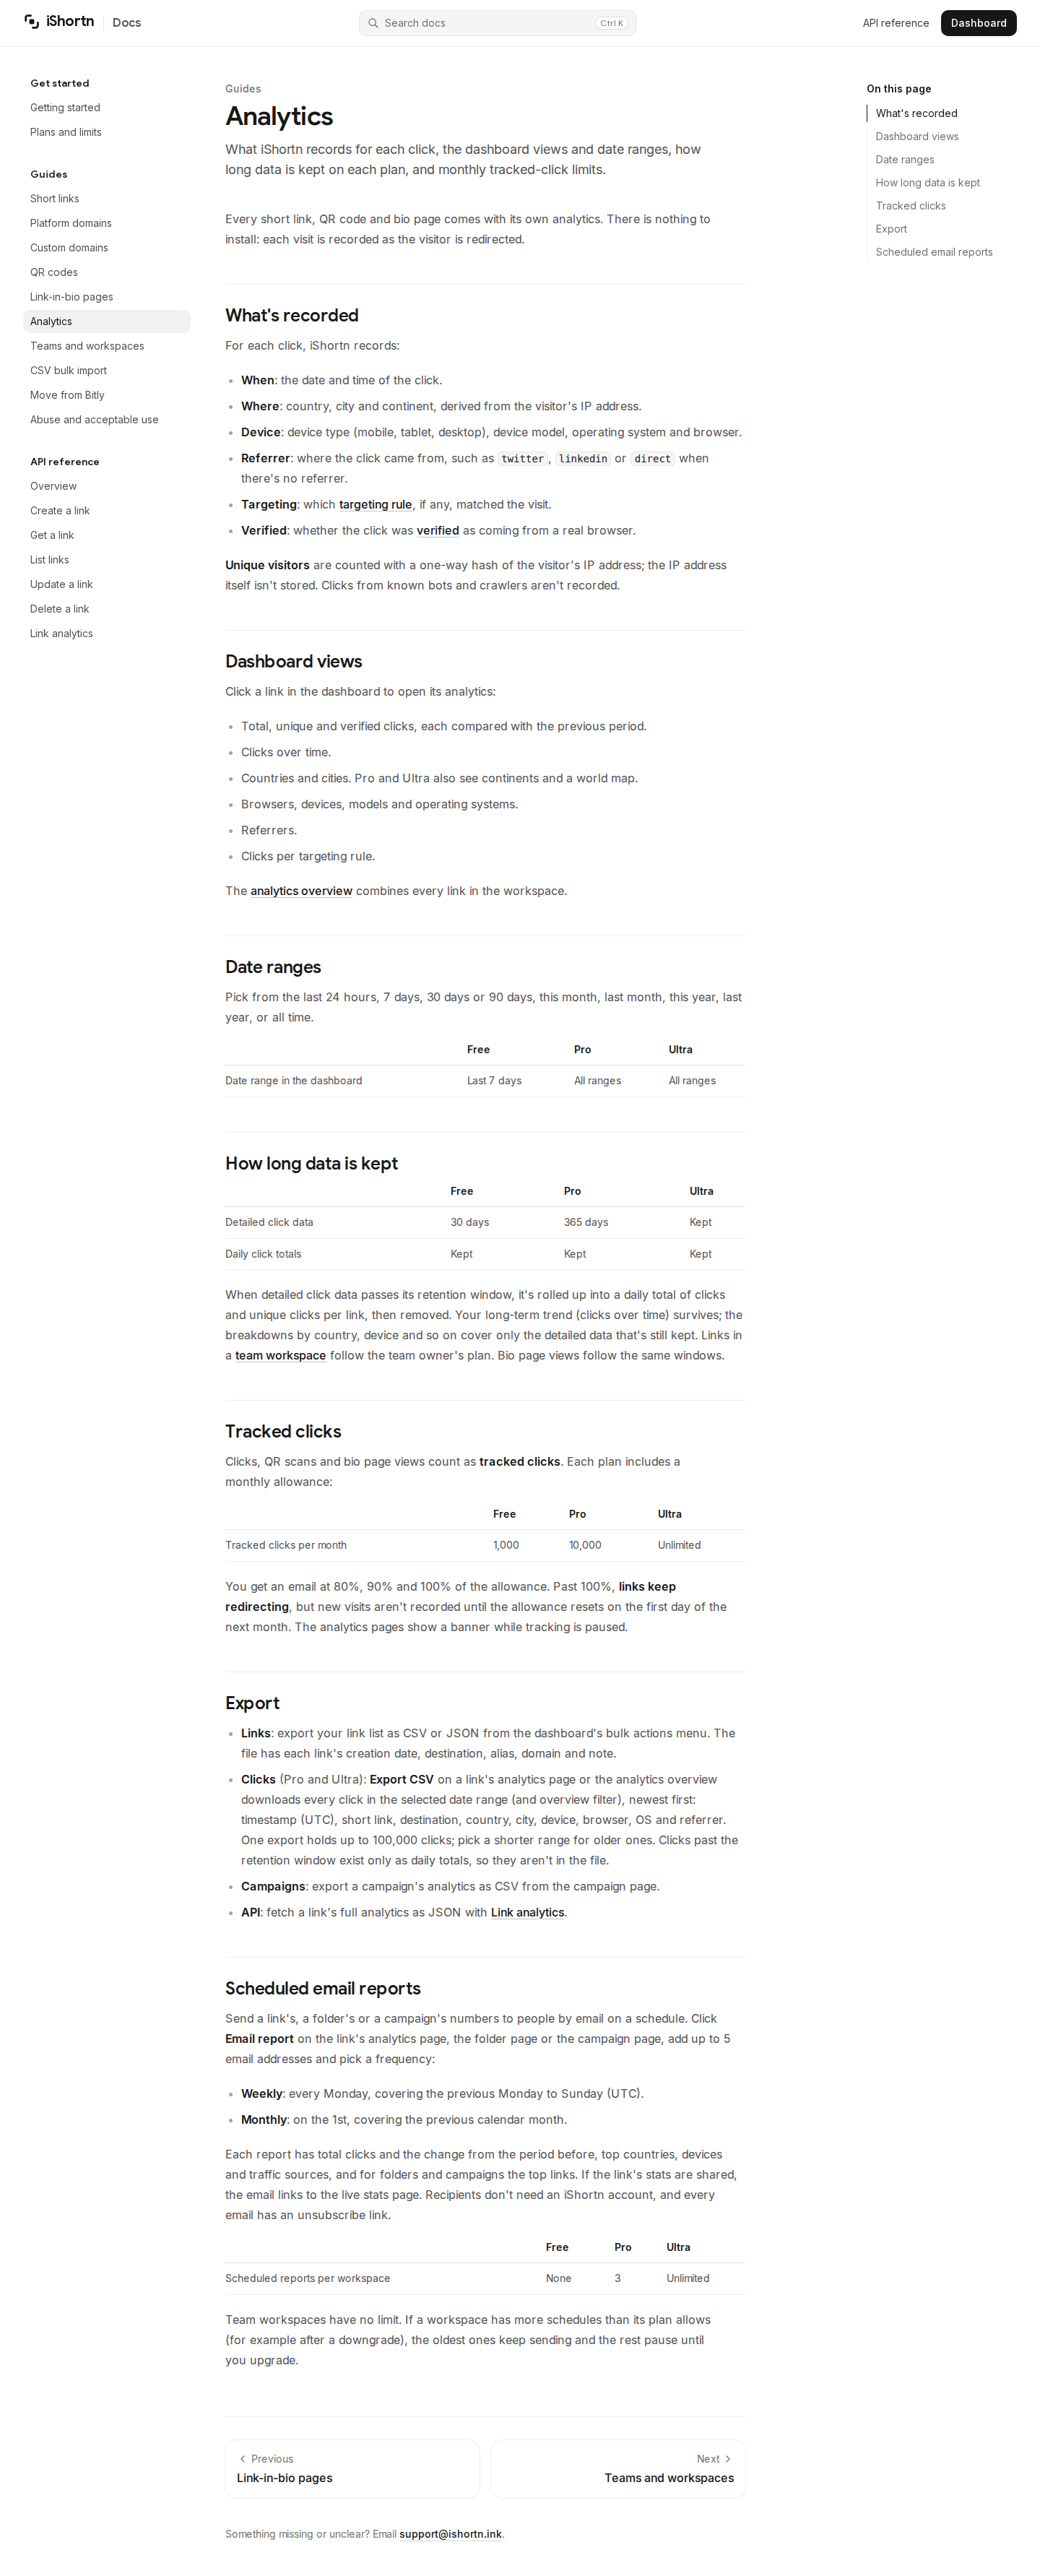 iShortn
Docs
Search docs
Ctrl K
API reference
Dashboard
Get started
Getting started
Plans and limits
Guides
Short links
Platform domains
Custom domains
QR codes
Link-in-bio pages
Analytics
Teams and workspaces
CSV bulk import
Move from Bitly
Abuse and acceptable use
API reference
Overview
Create a link
Get a link
List links
Update a link
Delete a link
Link analytics
Guides
Analytics
What iShortn records for each click, the dashboard views and date ranges, how
long data is kept on each plan, and monthly tracked-click limits.
Every short link, QR code and bio page comes with its own analytics. There is nothing to
install: each visit is recorded as the visitor is redirected.
What's recorded
For each click, iShortn records:
• When: the date and time of the click.
• Where: country, city and continent, derived from the visitor's IP address.
• Device: device type (mobile, tablet, desktop), device model, operating system and browser.
• Referrer: where the click came from, such as twitter, linkedin or direct when
there's no referrer.
• Targeting: which targeting rule, if any, matched the visit.
• Verified: whether the click was verified as coming from a real browser.
Unique visitors are counted with a one-way hash of the visitor's IP address; the IP address
itself isn't stored. Clicks from known bots and crawlers aren't recorded.
Dashboard views
Click a link in the dashboard to open its analytics:
• Total, unique and verified clicks, each compared with the previous period.
• Clicks over time.
• Countries and cities. Pro and Ultra also see continents and a world map.
• Browsers, devices, models and operating systems.
• Referrers.
• Clicks per targeting rule.
The analytics overview combines every link in the workspace.
Date ranges
Pick from the last 24 hours, 7 days, 30 days or 90 days, this month, last month, this year, last
year, or all time.
Free Pro Ultra
Date range in the dashboard Last 7 days All ranges All ranges
How long data is kept
Free Pro Ultra
Detailed click data 30 days 365 days Kept
Daily click totals Kept Kept Kept
When detailed click data passes its retention window, it's rolled up into a daily total of clicks
and unique clicks per link, then removed. Your long-term trend (clicks over time) survives; the
breakdowns by country, device and so on cover only the detailed data that's still kept. Links in
a team workspace follow the team owner's plan. Bio page views follow the same windows.
Tracked clicks
Clicks, QR scans and bio page views count as tracked clicks. Each plan includes a
monthly allowance:
Free Pro Ultra
Tracked clicks per month 1,000 10,000 Unlimited
You get an email at 80%, 90% and 100% of the allowance. Past 100%, links keep
redirecting, but new visits aren't recorded until the allowance resets on the first day of the
next month. The analytics pages show a banner while tracking is paused.
Export
• Links: export your link list as CSV or JSON from the dashboard's bulk actions menu. The
file has each link's creation date, destination, alias, domain and note.
• Clicks (Pro and Ultra): Export CSV on a link's analytics page or the analytics overview
downloads every click in the selected date range (and overview filter), newest first:
timestamp (UTC), short link, destination, country, city, device, browser, OS and referrer.
One export holds up to 100,000 clicks; pick a shorter range for older ones. Clicks past the
retention window exist only as daily totals, so they aren't in the file.
• Campaigns: export a campaign's analytics as CSV from the campaign page.
• API: fetch a link's full analytics as JSON with Link analytics.
Scheduled email reports
Send a link's, a folder's or a campaign's numbers to people by email on a schedule. Click
Email report on the link's analytics page, the folder page or the campaign page, add up to 5
email addresses and pick a frequency:
• Weekly: every Monday, covering the previous Monday to Sunday (UTC).
• Monthly: on the 1st, covering the previous calendar month.
Each report has total clicks and the change from the period before, top countries, devices
and traffic sources, and for folders and campaigns the top links. If the link's stats are shared,
the email links to the live stats page. Recipients don't need an iShortn account, and every
email has an unsubscribe link.
Free Pro Ultra
Scheduled reports per workspace None 3 Unlimited
Team workspaces have no limit. If a workspace has more schedules than its plan allows
(for example after a downgrade), the oldest ones keep sending and the rest pause until
you upgrade.
Previous
Link-in-bio pages
Next
Teams and workspaces
Something missing or unclear? Email support@ishortn.ink.
On this page
What's recorded
Dashboard views
Date ranges
How long data is kept
Tracked clicks
Export
Scheduled email reports